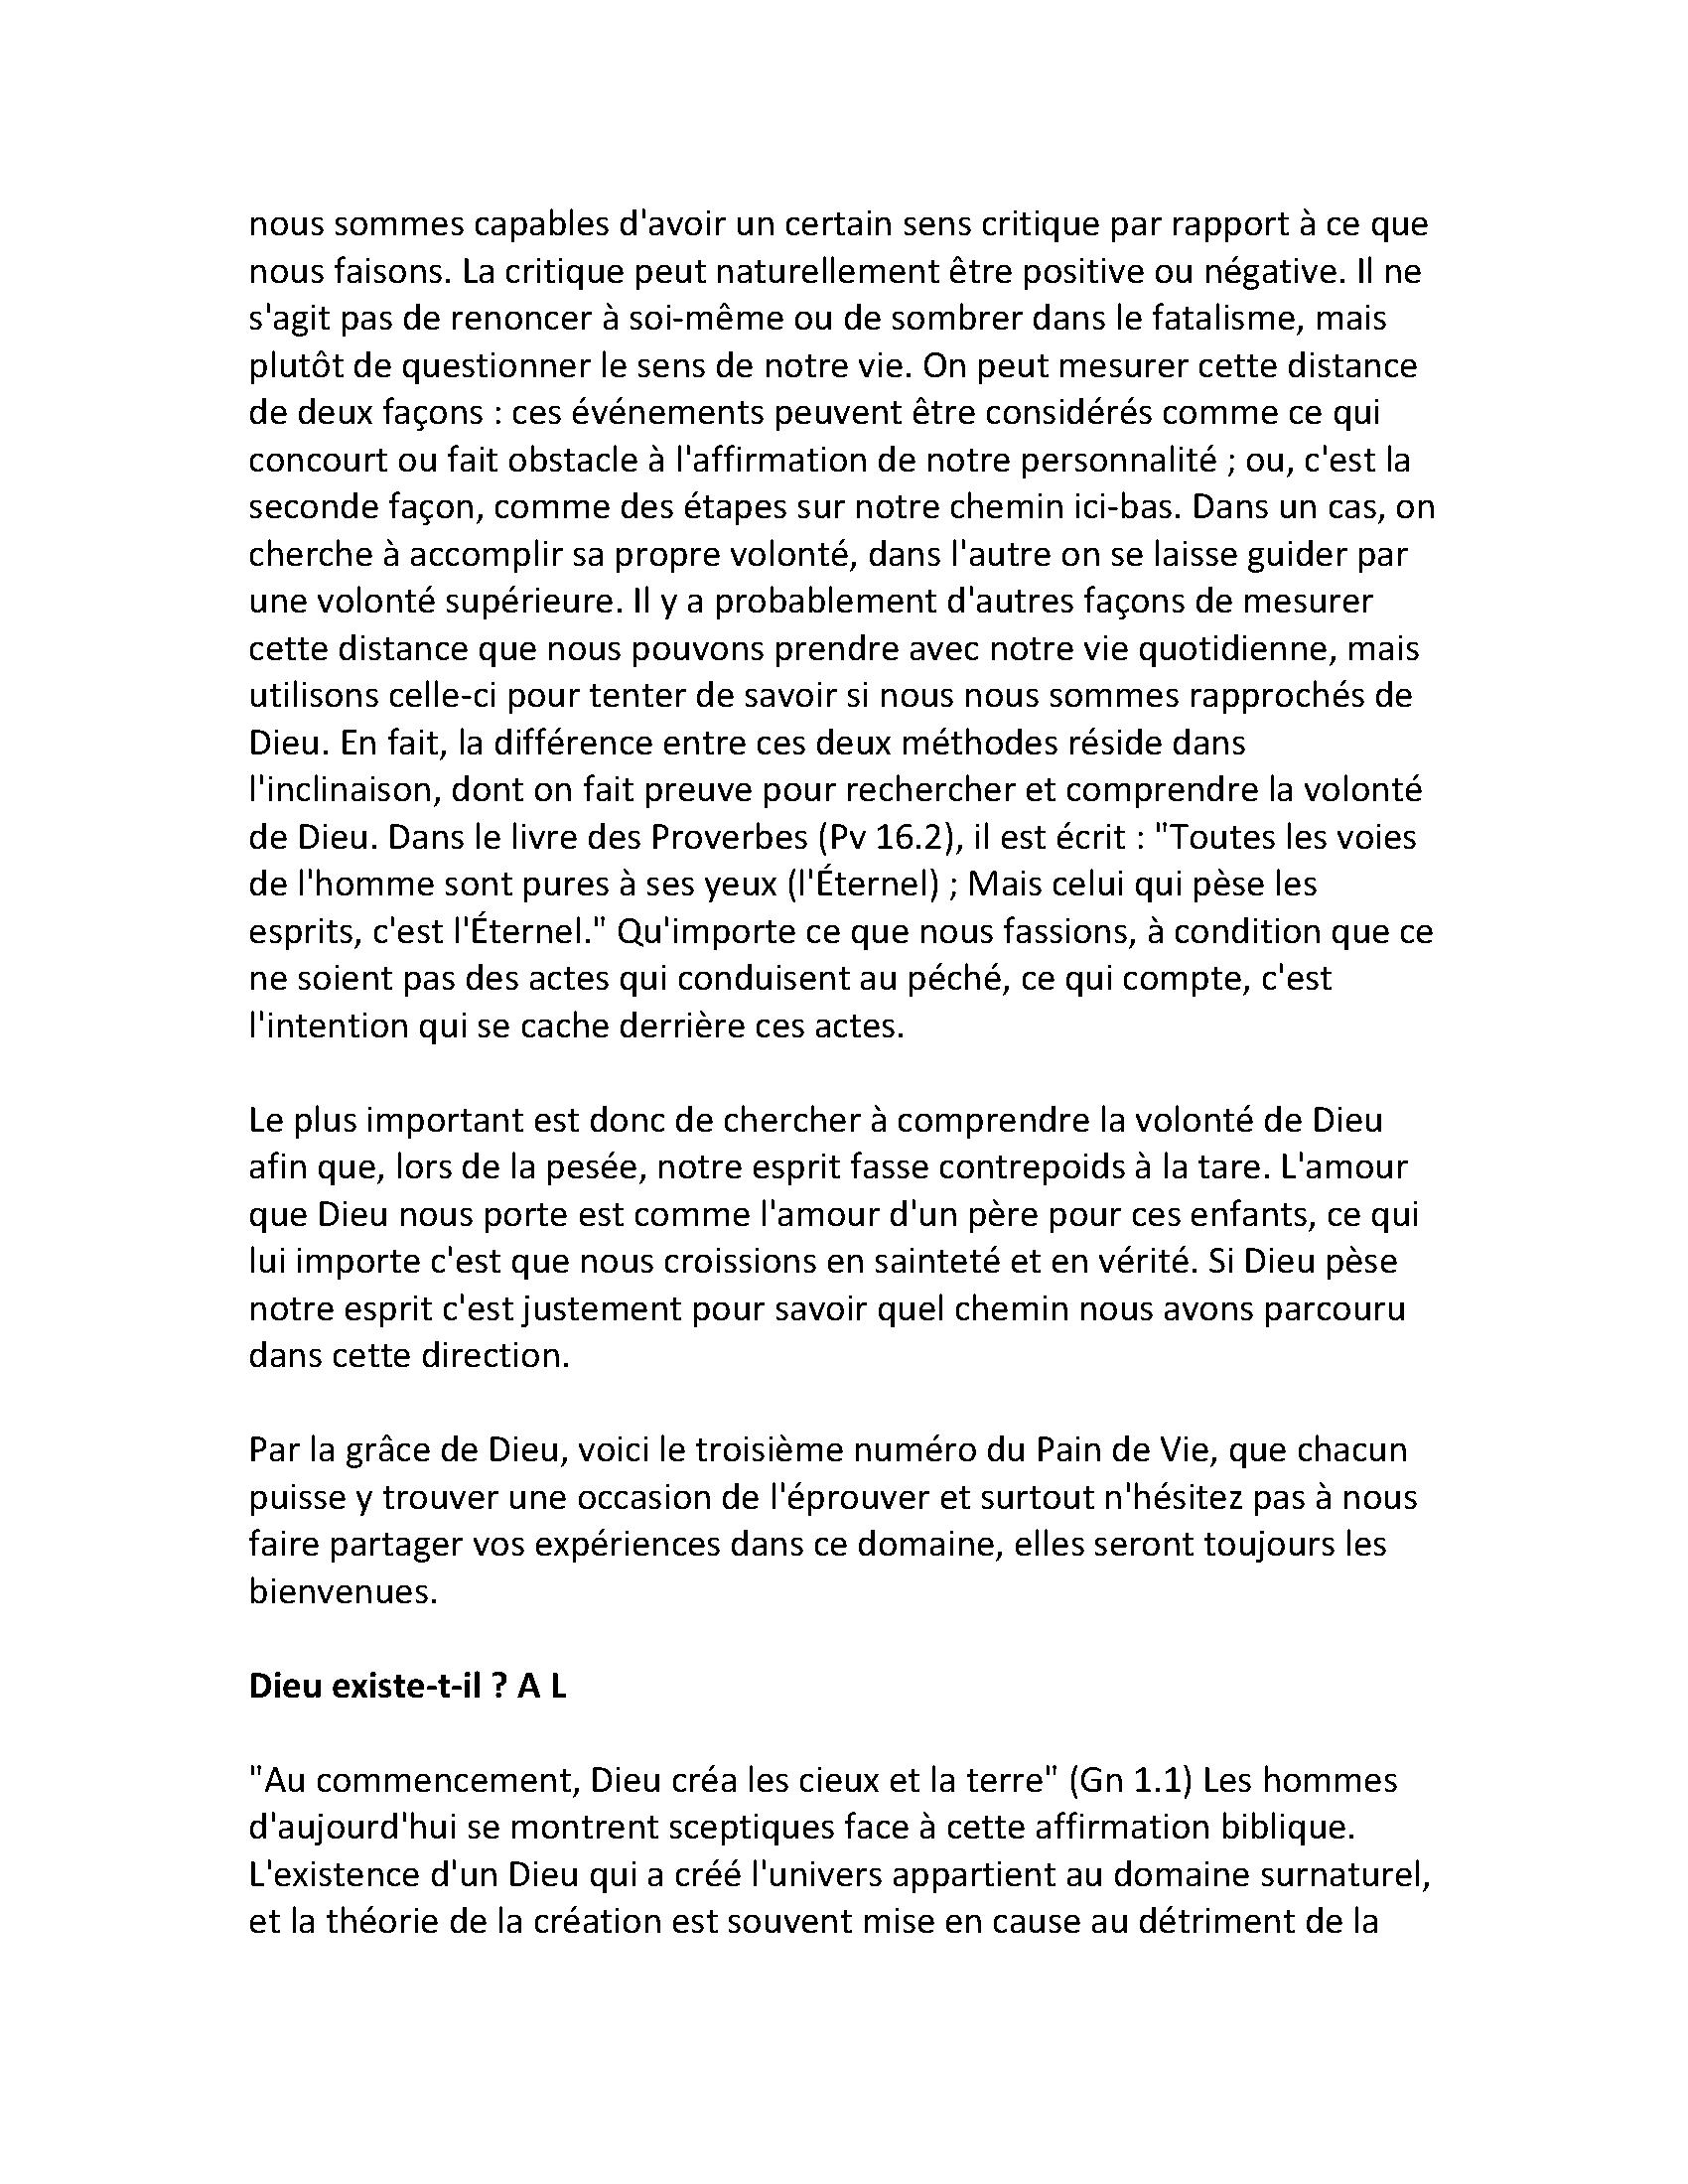 nous sommes capables d'avoir un certain sens critique par rapport à ce que
nous faisons. La critique peut naturellement être positive ou négative. Il ne
s'agit pas de renoncer à soi-même ou de sombrer dans le fatalisme, mais
plutôt de questionner le sens de notre vie. On peut mesurer cette distance
de deux façons : ces événements peuvent être considérés comme ce qui
concourt ou fait obstacle à l'affirmation de notre personnalité ; ou, c'est la
seconde façon, comme des étapes sur notre chemin ici-bas. Dans un cas, on
cherche à accomplir sa propre volonté, dans l'autre on se laisse guider par
une volonté supérieure. Il y a probablement d'autres façons de mesurer
cette distance que nous pouvons prendre avec notre vie quotidienne, mais
utilisons celle-ci pour tenter de savoir si nous nous sommes rapprochés de
Dieu. En fait, la différence entre ces deux méthodes réside dans
l'inclinaison, dont on fait preuve pour rechercher et comprendre la volonté
de Dieu. Dans le livre des Proverbes (Pv 16.2), il est écrit : "Toutes les voies
de l'homme sont pures à ses yeux (l'Éternel) ; Mais celui qui pèse les
esprits, c'est l'Éternel." Qu'importe ce que nous fassions, à condition que ce
ne soient pas des actes qui conduisent au péché, ce qui compte, c'est
l'intention qui se cache derrière ces actes.
Le plus important est donc de chercher à comprendre la volonté de Dieu
afin que, lors de la pesée, notre esprit fasse contrepoids à la tare. L'amour
que Dieu nous porte est comme l'amour d'un père pour ces enfants, ce qui
lui importe c'est que nous croissions en sainteté et en vérité. Si Dieu pèse
notre esprit c'est justement pour savoir quel chemin nous avons parcouru
dans cette direction.
Par la grâce de Dieu, voici le troisième numéro du Pain de Vie, que chacun
puisse y trouver une occasion de l'éprouver et surtout n'hésitez pas à nous
faire partager vos expériences dans ce domaine, elles seront toujours les
bienvenues.
Dieu existe-t-il ? A L
"Au commencement, Dieu créa les cieux et la terre" (Gn 1.1) Les hommes
d'aujourd'hui se montrent sceptiques face à cette affirmation biblique.
L'existence d'un Dieu qui a créé l'univers appartient au domaine surnaturel,
et la théorie de la création est souvent mise en cause au détriment de la